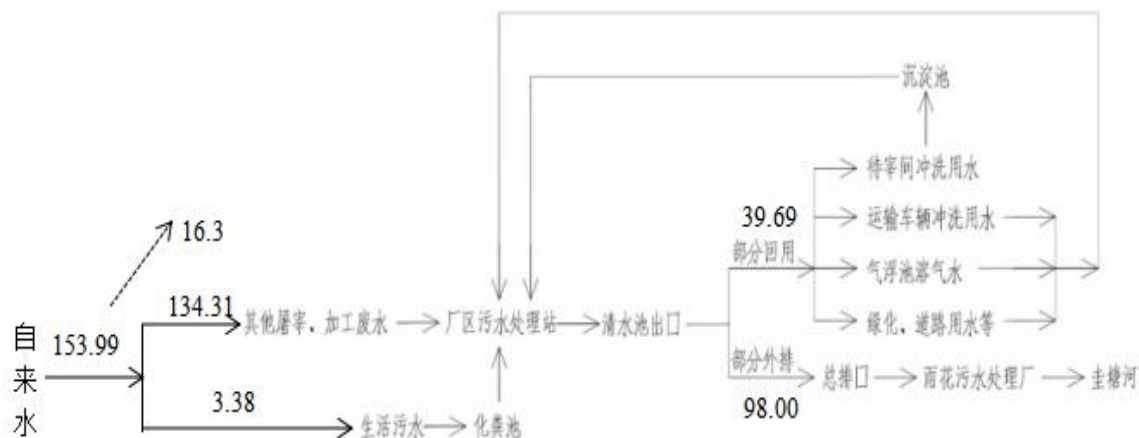 沉淀池
待宰间冲洗用水
39.69
运输车辆冲洗用水
16.3
部分回用
气浮池溶气水
134.31
其他屠宰、加工废水
厂区污水处理站
清水池出口
绿化、道路用水等
自来水
153.99
部分外排
总排口
雨花污水处理厂
圭塘河
3.38
98.00
生活污水
化粪池